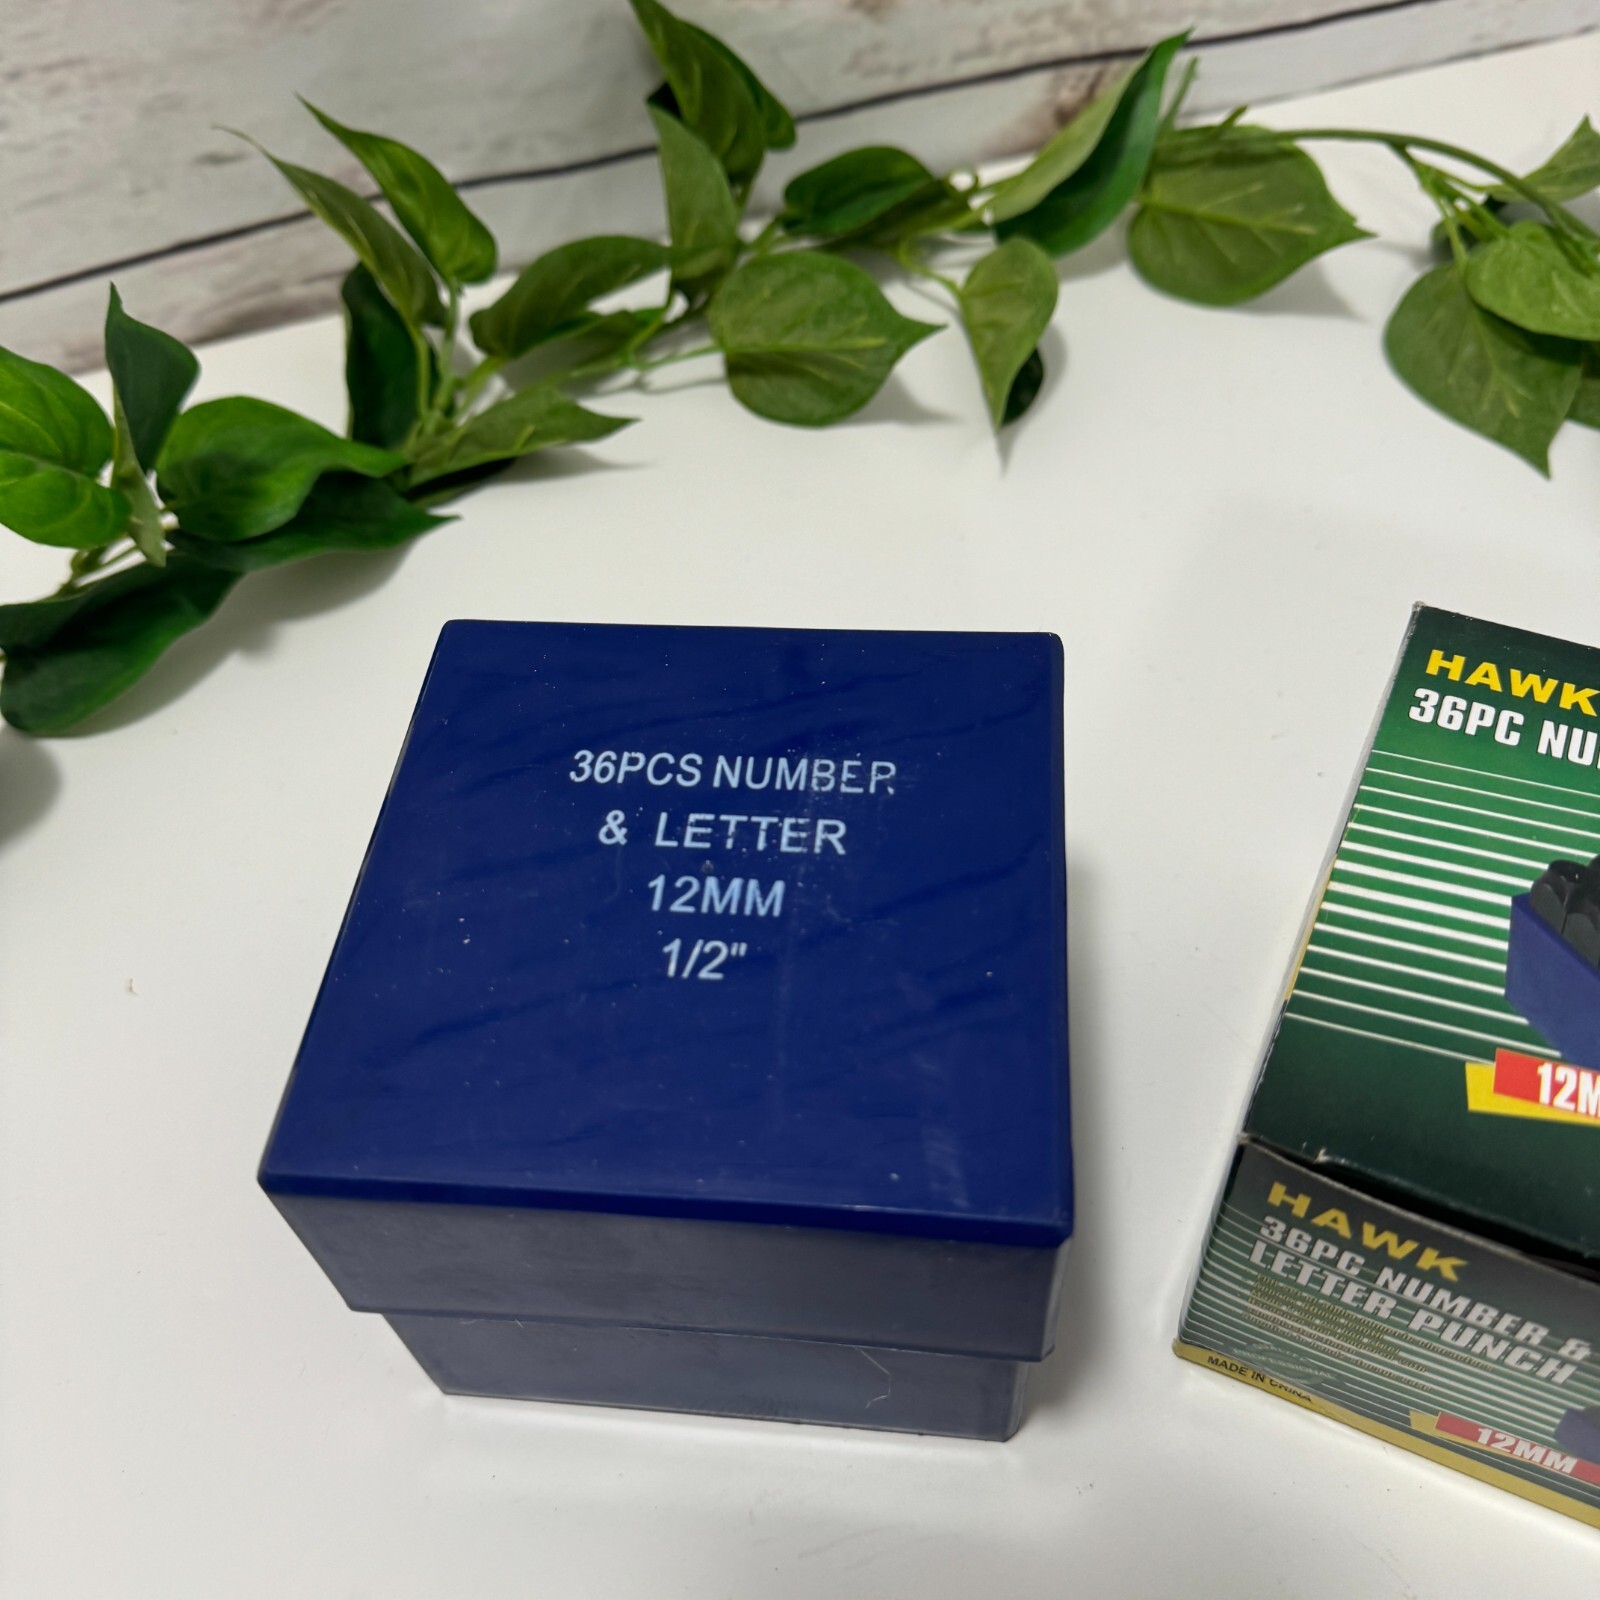 36PCS NUMBER
& LETTER
12MM
1/2"
HAWK
36PC NU
12M
HAWK
36PC NUMBER &
LETTER PUNCH
MADE IN CHINA
12MM